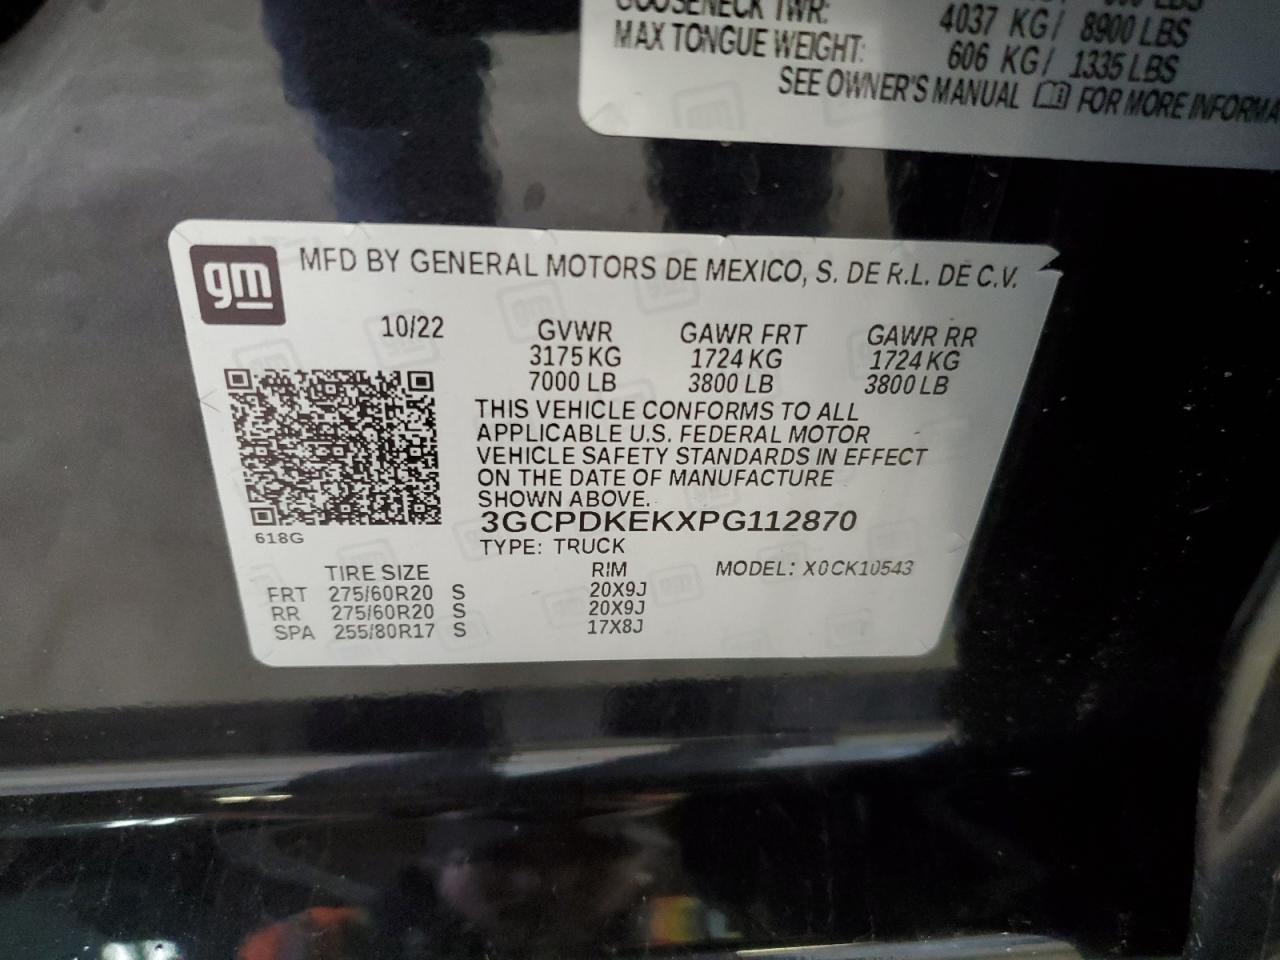 GOOSENECK TWR: 4037 KG/ 8900 LBS
MAX TONGUE WEIGHT: 606 KG/ 1335 LBS
SEE OWNER'S MANUAL FOR MORE INFORMA
gm
MFD BY GENERAL MOTORS DE MEXICO, S. DE R.L. DE C.V.
10/22 GVWR GAWR FRT GAWR RR
3175 KG 1724 KG 1724 KG
7000 LB 3800 LB 3800 LB
THIS VEHICLE CONFORMS TO ALL
APPLICABLE U.S. FEDERAL MOTOR
VEHICLE SAFETY STANDARDS IN EFFECT
ON THE DATE OF MANUFACTURE
SHOWN ABOVE.
3GCPDKEKXPG112870
618G
TYPE: TRUCK
TIRE SIZE RIM MODEL: X0CK10543
FRT 275/60R20 S 20X9J
RR 275/60R20 S 20X9J
SPA 255/80R17 S 17X8J